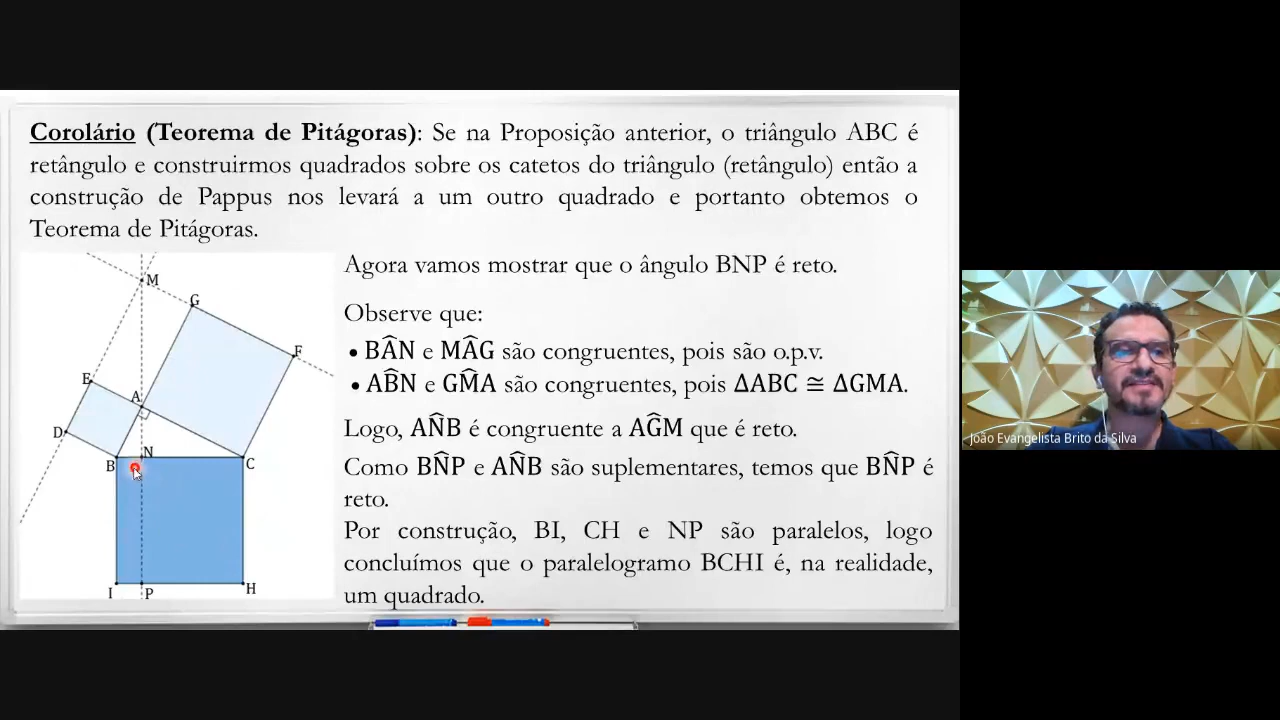 Corolário (Teorema de Pitágoras): Se na Proposição anterior, o triângulo ABC é
retângulo e construirmos quadrados sobre os catetos do triângulo (retângulo) então a
construção de Pappus nos levará a um outro quadrado e portanto obtemos o
Teorema de Pitágoras.
M
G
F
E
A
D
B
N
C
I
P
H
Agora vamos mostrar que o ângulo BNP é reto.
Observe que:
• BÂN e MÂG são congruentes, pois são o.p.v.
• AB̂N e GM̂A são congruentes, pois ΔABC ≅ ΔGMA.
Logo, AN̂B é congruente a AĜM que é reto.
Como BN̂P e AN̂B são suplementares, temos que BN̂P é
reto.
Por construção, BI, CH e NP são paralelos, logo
concluímos que o paralelogramo BCHI é, na realidade,
um quadrado.
João Evangelista Brito da Silva